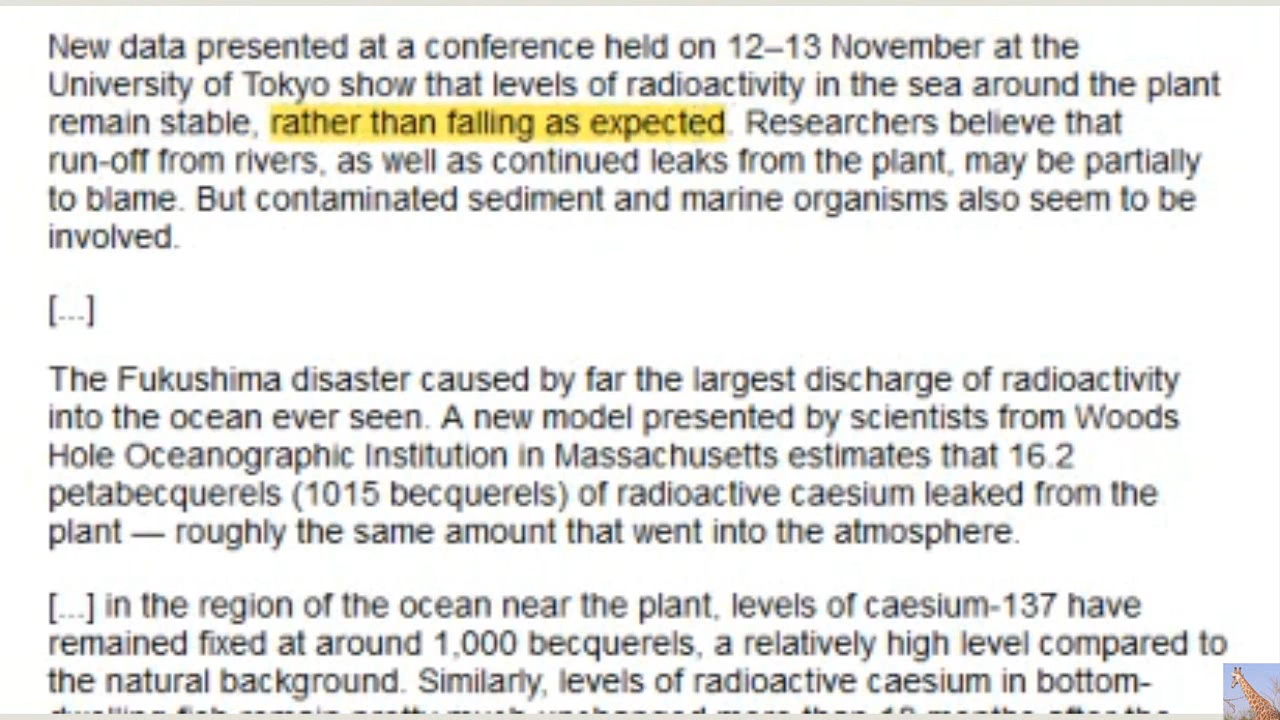 New data presented at a conference held on 12–13 November at the
University of Tokyo show that levels of radioactivity in the sea around the plant
remain stable, rather than falling as expected. Researchers believe that
run-off from rivers, as well as continued leaks from the plant, may be partially
to blame. But contaminated sediment and marine organisms also seem to be
involved.
[...]
The Fukushima disaster caused by far the largest discharge of radioactivity
into the ocean ever seen. A new model presented by scientists from Woods
Hole Oceanographic Institution in Massachusetts estimates that 16.2
petabecquerels (1015 becquerels) of radioactive caesium leaked from the
plant — roughly the same amount that went into the atmosphere.
[...] in the region of the ocean near the plant, levels of caesium-137 have
remained fixed at around 1,000 becquerels, a relatively high level compared to
the natural background. Similarly, levels of radioactive caesium in bottom-